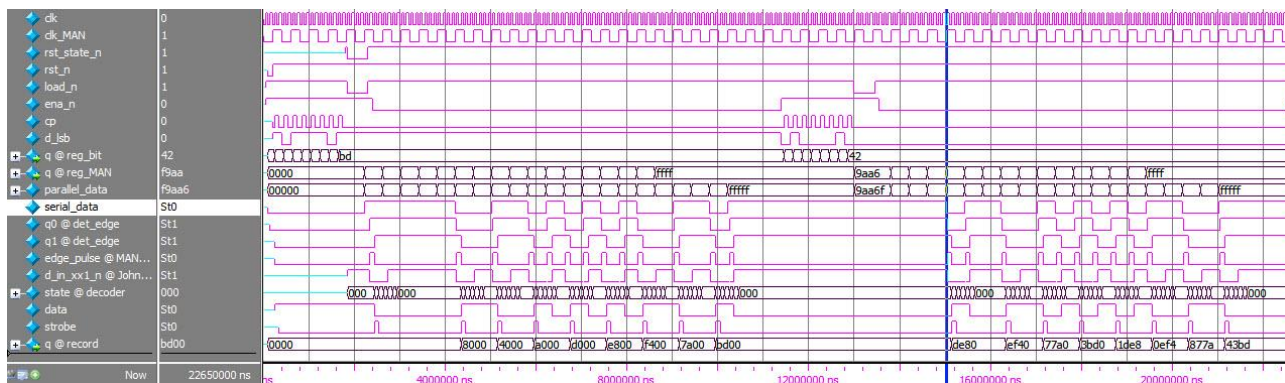 clk 0
clk_MAN 1
rst_state_n 1
rst_n 1
load_n 1
ena_n 0
cp 0
d_lsb 0
q @ reg_bit 42 bd 42
q @ reg_MAN f9aa 0000 ffff 9aa6 ffff
parallel_data f9aa6 00000 fffff 9aa6f fffff
serial_data St0
q0 @ det_edge St1
q1 @ det_edge St1
edge_pulse @ MAN... St0
d_in_xx1_n @ John... St1
state @ decoder 000 000 000 000 000 000
data St0
strobe St0
q @ record bd00 0000 8000 4000 a000 d000 e800 f400 7a00 bd00 de80 ef40 77a0 3bd0 1de8 0ef4 877a 43bd
Now 22650000 ns ns 4000000 ns 8000000 ns 12000000 ns 16000000 ns 20000000 ns